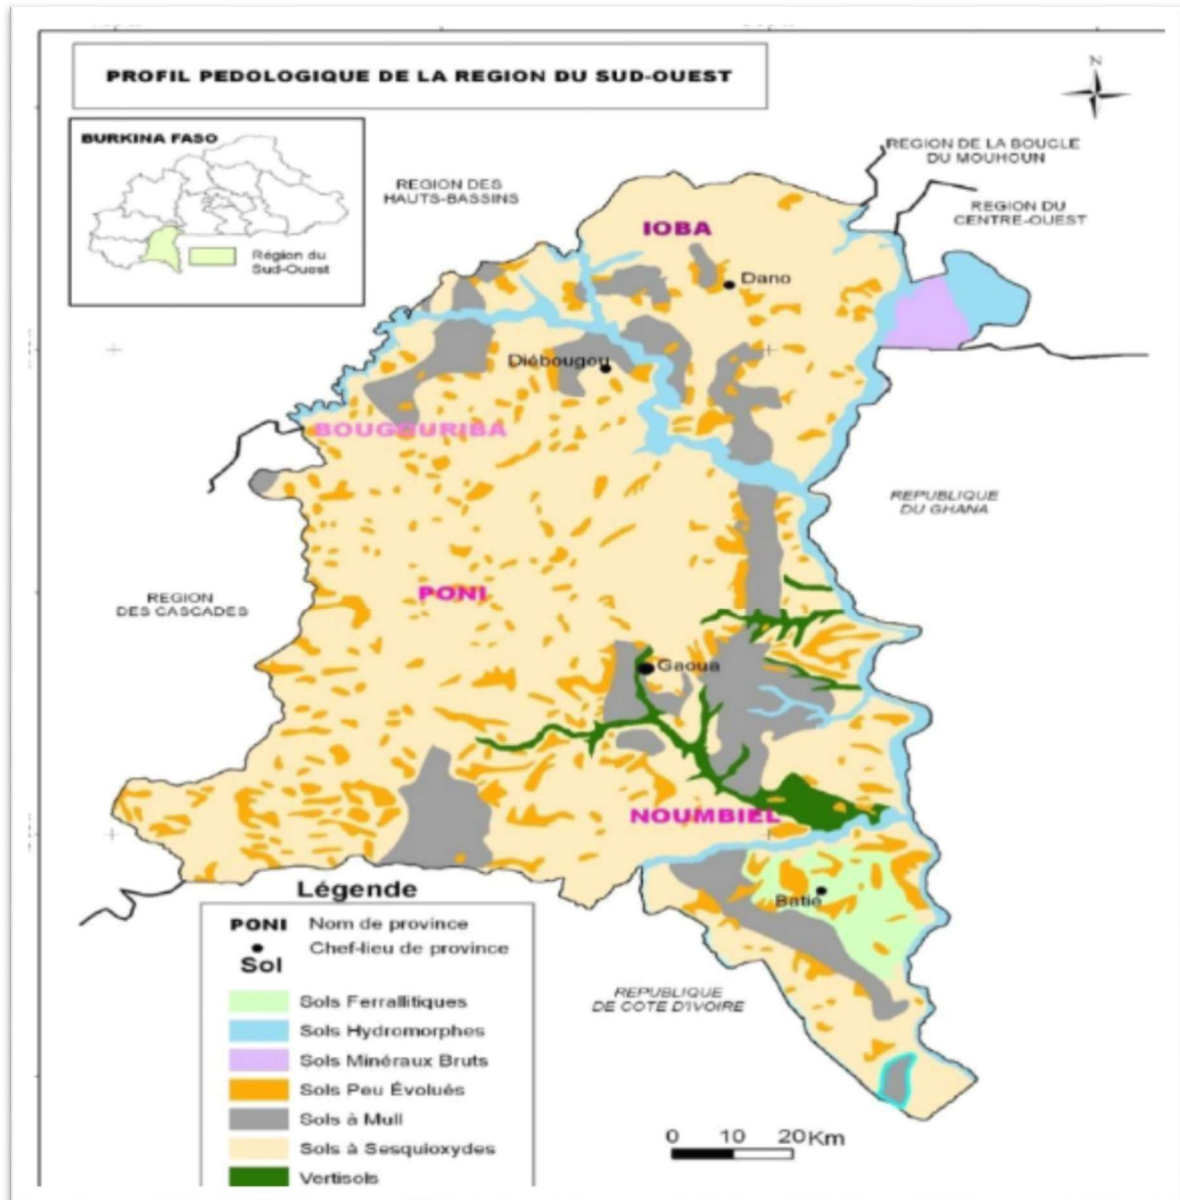 PROFIL PEDOLOGIQUE DE LA REGION DU SUD-OUEST
N
BURKINA FASO
Région du
Sud-Ouest
REGION DES
HAUTS-BASSINS
REGION DE LA BOUCLE
DU MOUHOUN
REGION DU
CENTRE-OUEST
IOBA
Dano
Diébougou
BOUGOURIBA
REPUBLIQUE
DU GHANA
REGION
DES CASCADES
PONI
Gaoua
NOUMBIEL
Batié
REPUBLIQUE
DE COTE D'IVOIRE
Légende
PONI Nom de province
Chef-lieu de province
Sol
Sols Ferrallitiques
Sols Hydromorphes
Sols Minéraux Bruts
Sols Peu Évolués
Sols à Mull
Sols à Sesquioxydes
Vertisols
0 10 20 Km